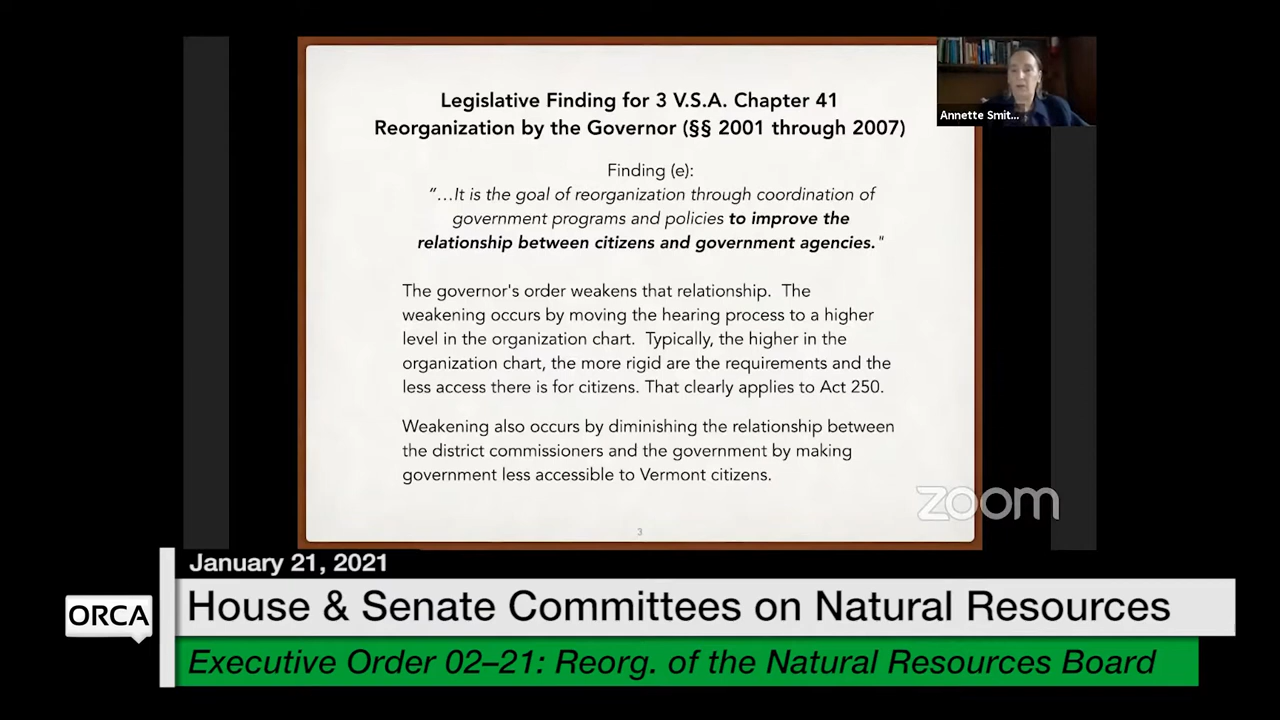 Legislative Finding for 3 V.S.A. Chapter 41
Reorganization by the Governor (§§ 2001 through 2007)
Annette Smit...
Finding (e):
“…It is the goal of reorganization through coordination of
government programs and policies to improve the
relationship between citizens and government agencies."
The governor's order weakens that relationship. The
weakening occurs by moving the hearing process to a higher
level in the organization chart. Typically, the higher in the
organization chart, the more rigid are the requirements and the
less access there is for citizens. That clearly applies to Act 250.
Weakening also occurs by diminishing the relationship between
the district commissioners and the government by making
government less accessible to Vermont citizens.
zoom
3
January 21, 2021
ORCA
House & Senate Committees on Natural Resources
Executive Order 02–21: Reorg. of the Natural Resources Board